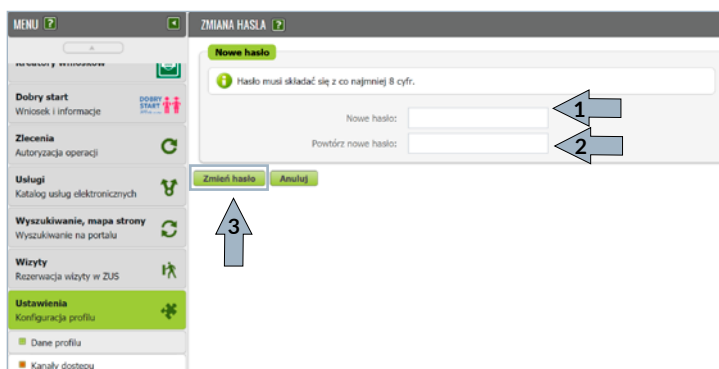 MENU ?
ZMIANA HASŁA ?
Kreatory wniosków
Dobry start
Wniosek i informacje
DOBRY
START
Zlecenia
Autoryzacja operacji
Usługi
Katalog usług elektronicznych
Wyszukiwanie, mapa strony
Wyszukiwanie na portalu
Wizyty
Rezerwacja wizyty w ZUS
Ustawienia
Konfiguracja profilu
Dane profilu
Kanały dostępu
Nowe hasło
Hasło musi składać się z co najmniej 8 cyfr.
Nowe hasło:
1
Powtórz nowe hasło:
2
Zmień hasło Anuluj
3